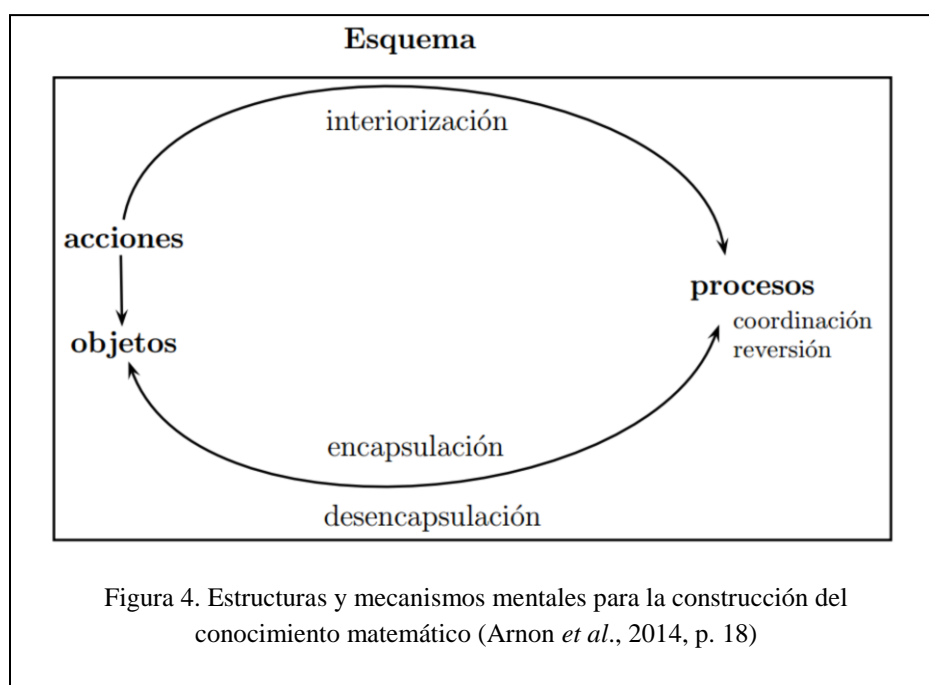 Esquema
interiorización
acciones
procesos
coordinación
reversión
objetos
encapsulación
desencapsulación
Figura 4. Estructuras y mecanismos mentales para la construcción del
conocimiento matemático (Arnon et al., 2014, p. 18)